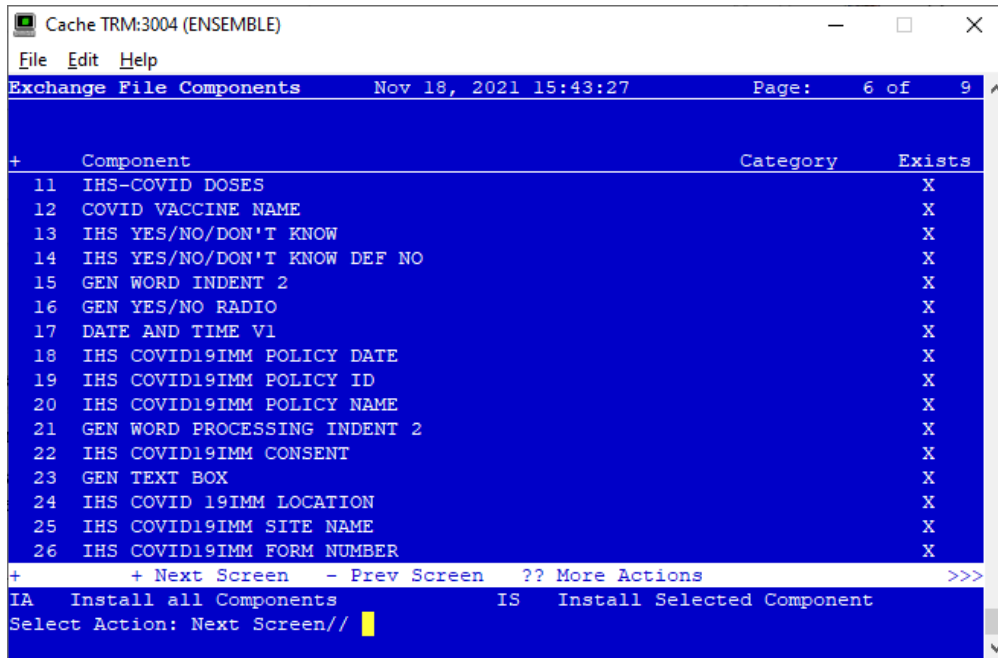 Cache TRM:3004 (ENSEMBLE)
File Edit Help
Exchange File Components Nov 18, 2021 15:43:27 Page: 6 of 9
+ Component Category Exists
11 IHS-COVID DOSES X
12 COVID VACCINE NAME X
13 IHS YES/NO/DON'T KNOW X
14 IHS YES/NO/DON'T KNOW DEF NO X
15 GEN WORD INDENT 2 X
16 GEN YES/NO RADIO X
17 DATE AND TIME V1 X
18 IHS COVID19IMM POLICY DATE X
19 IHS COVID19IMM POLICY ID X
20 IHS COVID19IMM POLICY NAME X
21 GEN WORD PROCESSING INDENT 2 X
22 IHS COVID19IMM CONSENT X
23 GEN TEXT BOX X
24 IHS COVID 19IMM LOCATION X
25 IHS COVID19IMM SITE NAME X
26 IHS COVID19IMM FORM NUMBER X
+ + Next Screen - Prev Screen ?? More Actions >>>
IA Install all Components IS Install Selected Component
Select Action: Next Screen//